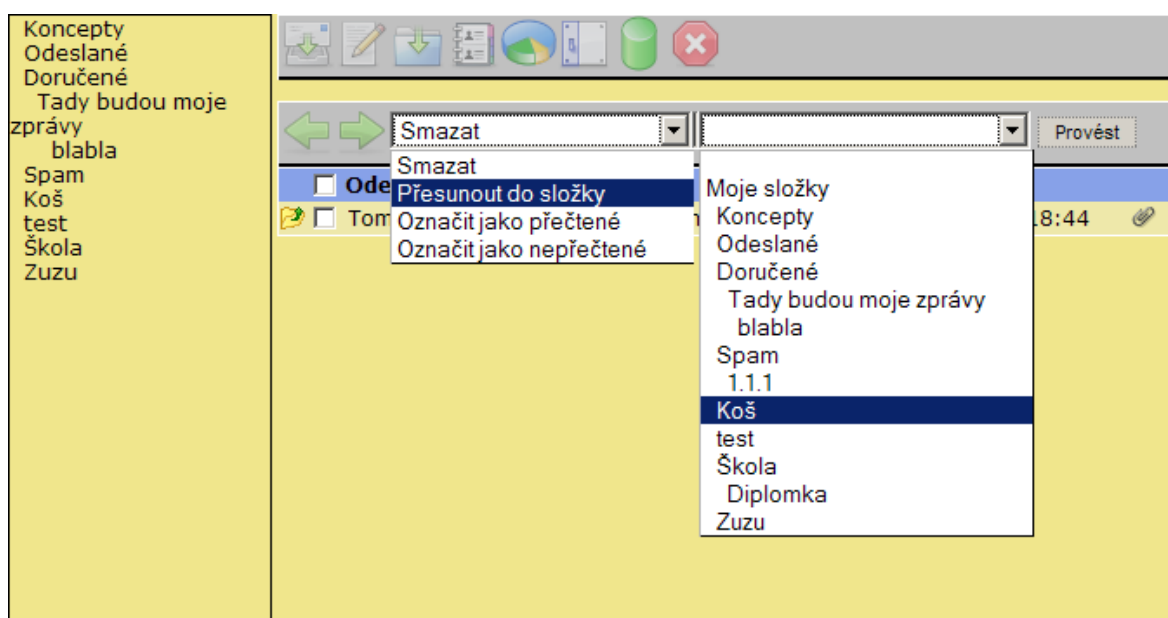 Koncepty
Odeslané
Doručené
Tady budou moje
zprávy
blabla
Spam
Koš
test
Škola
Zuzu
Smazat
Provést
Smazat
Přesunout do složky
Označit jako přečtené
Označit jako nepřečtené
Moje složky
Koncepty
Odeslané
Doručené
Tady budou moje zprávy
blabla
Spam
1.1.1
Koš
test
Škola
Diplomka
Zuzu
Ode
Tom